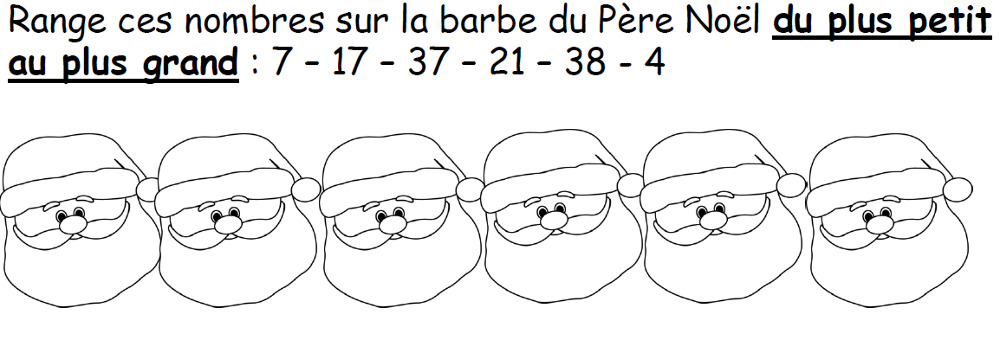 Range ces nombres sur la barbe du Père Noël du plus petit
au plus grand : 7 – 17 – 37 – 21 – 38 - 4